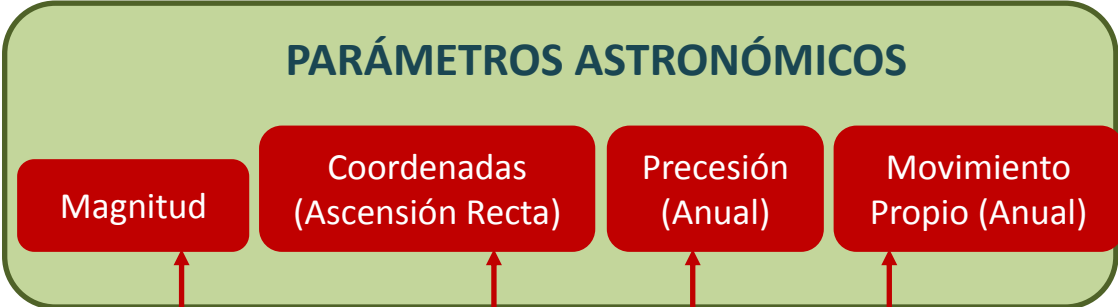 PARÁMETROS ASTRONÓMICOS
Magnitud
Coordenadas
(Ascensión Recta)
Precesión
(Anual)
Movimiento
Propio (Anual)